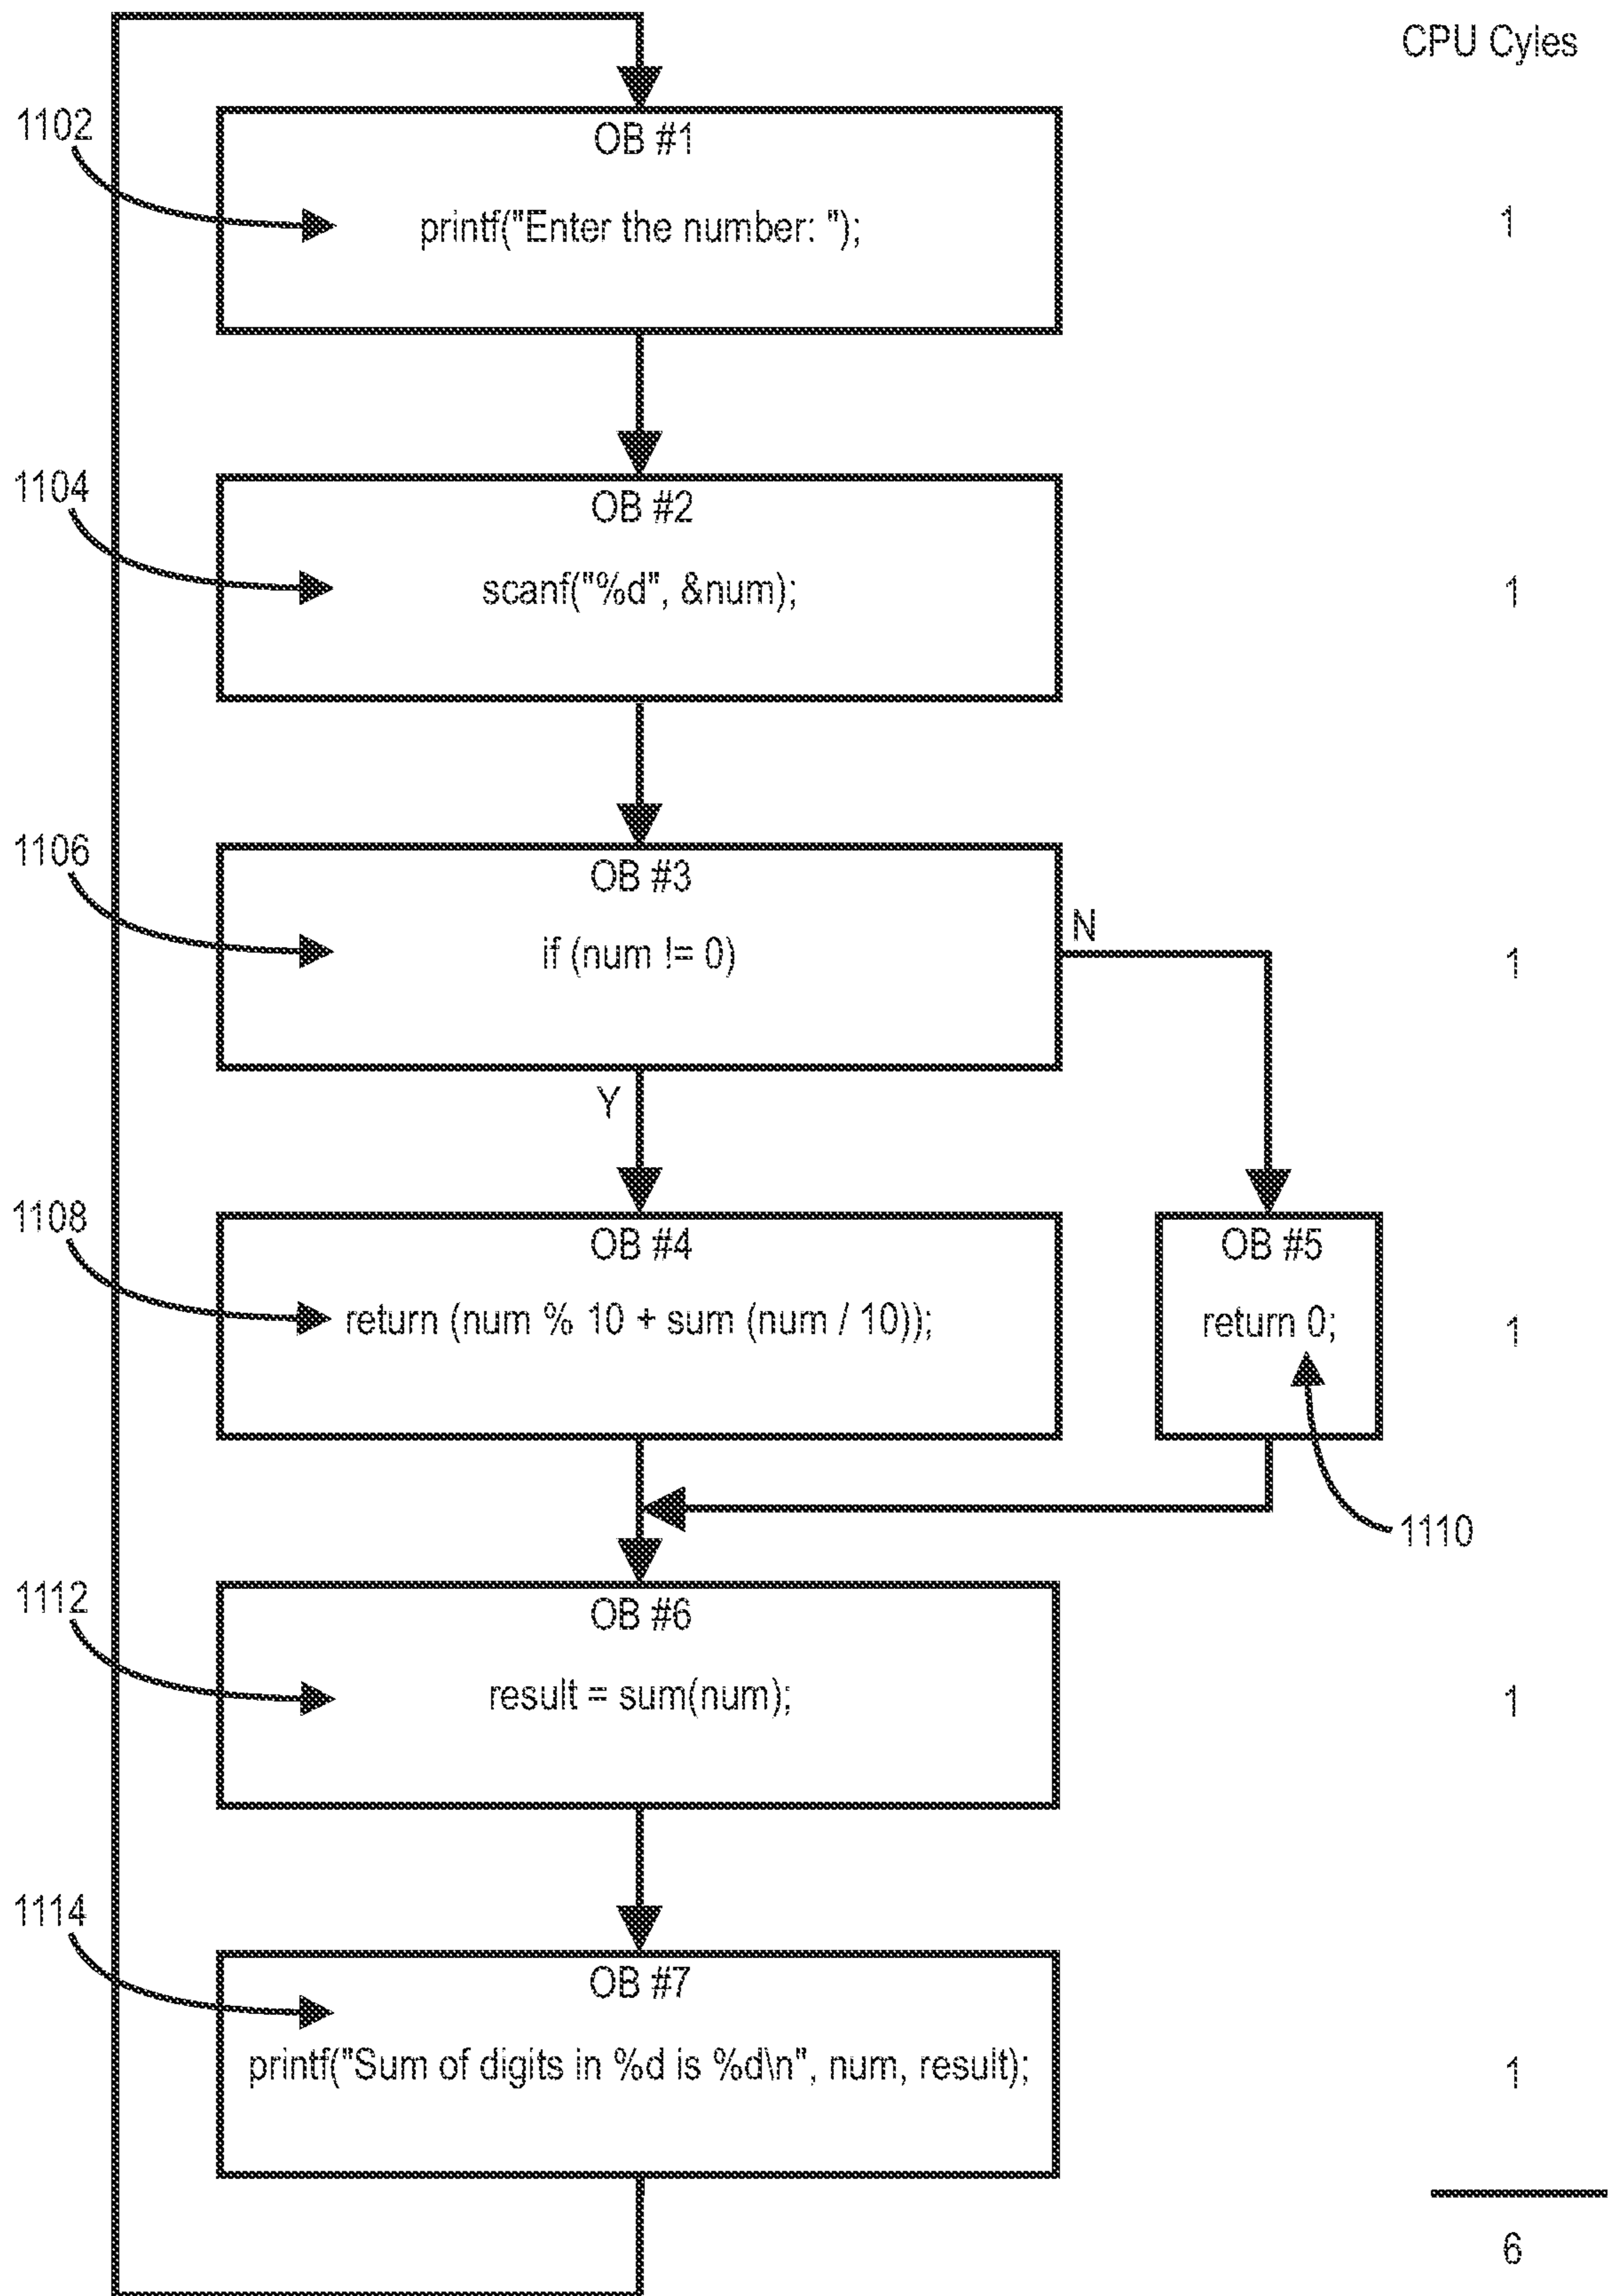 CPU Cyles
1102
OB #1
printf("Enter the number: ");
1
1104
OB #2
scanf("%d", &num);
1
1106
OB #3
if (num != 0)
N
1
Y
1108
OB #4
return (num % 10 + sum (num / 10));
OB #5
return 0;
1
1110
1112
OB #6
result = sum(num);
1
1114
OB #7
printf("Sum of digits in %d is %d\n", num, result);
1
6